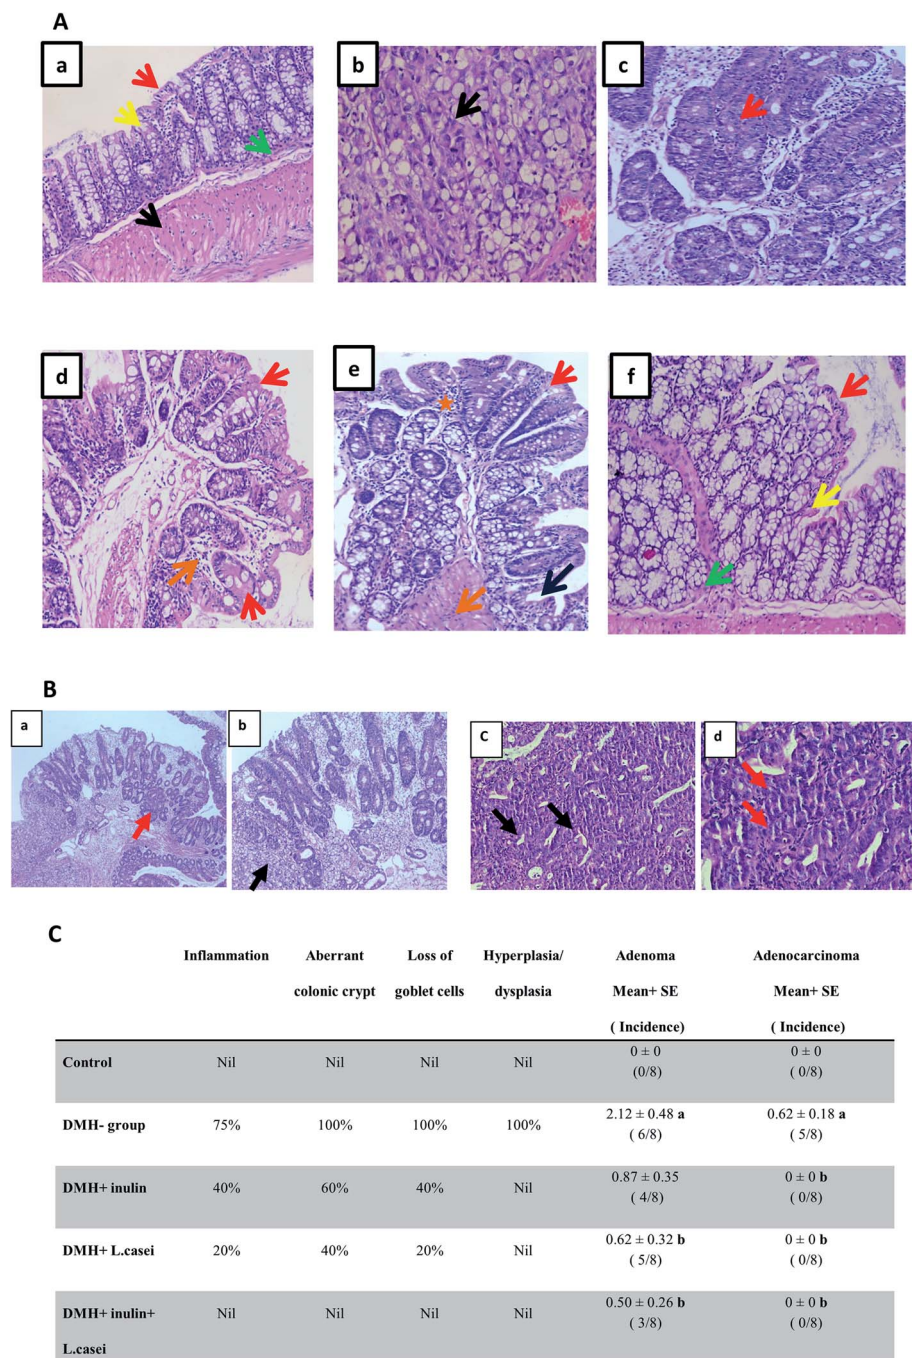 A
a
b
c
d
e
f
B
a
b
C
d
C
Inflammation Aberrant colonic crypt Loss of goblet cells Hyperplasia/ dysplasia Adenoma Mean+ SE ( Incidence) Adenocarcinoma Mean+ SE ( Incidence)
Control Nil Nil Nil Nil 0 ± 0 (0/8) 0 ± 0 ( 0/8)
DMH- group 75% 100% 100% 100% 2.12 ± 0.48 a ( 6/8) 0.62 ± 0.18 a ( 5/8)
DMH+ inulin 40% 60% 40% Nil 0.87 ± 0.35 ( 4/8) 0 ± 0 b ( 0/8)
DMH+ L.casei 20% 40% 20% Nil 0.62 ± 0.32 b ( 5/8) 0 ± 0 b ( 0/8)
DMH+ inulin+ L.casei Nil Nil Nil Nil 0.50 ± 0.26 b ( 3/8) 0 ± 0 b ( 0/8)